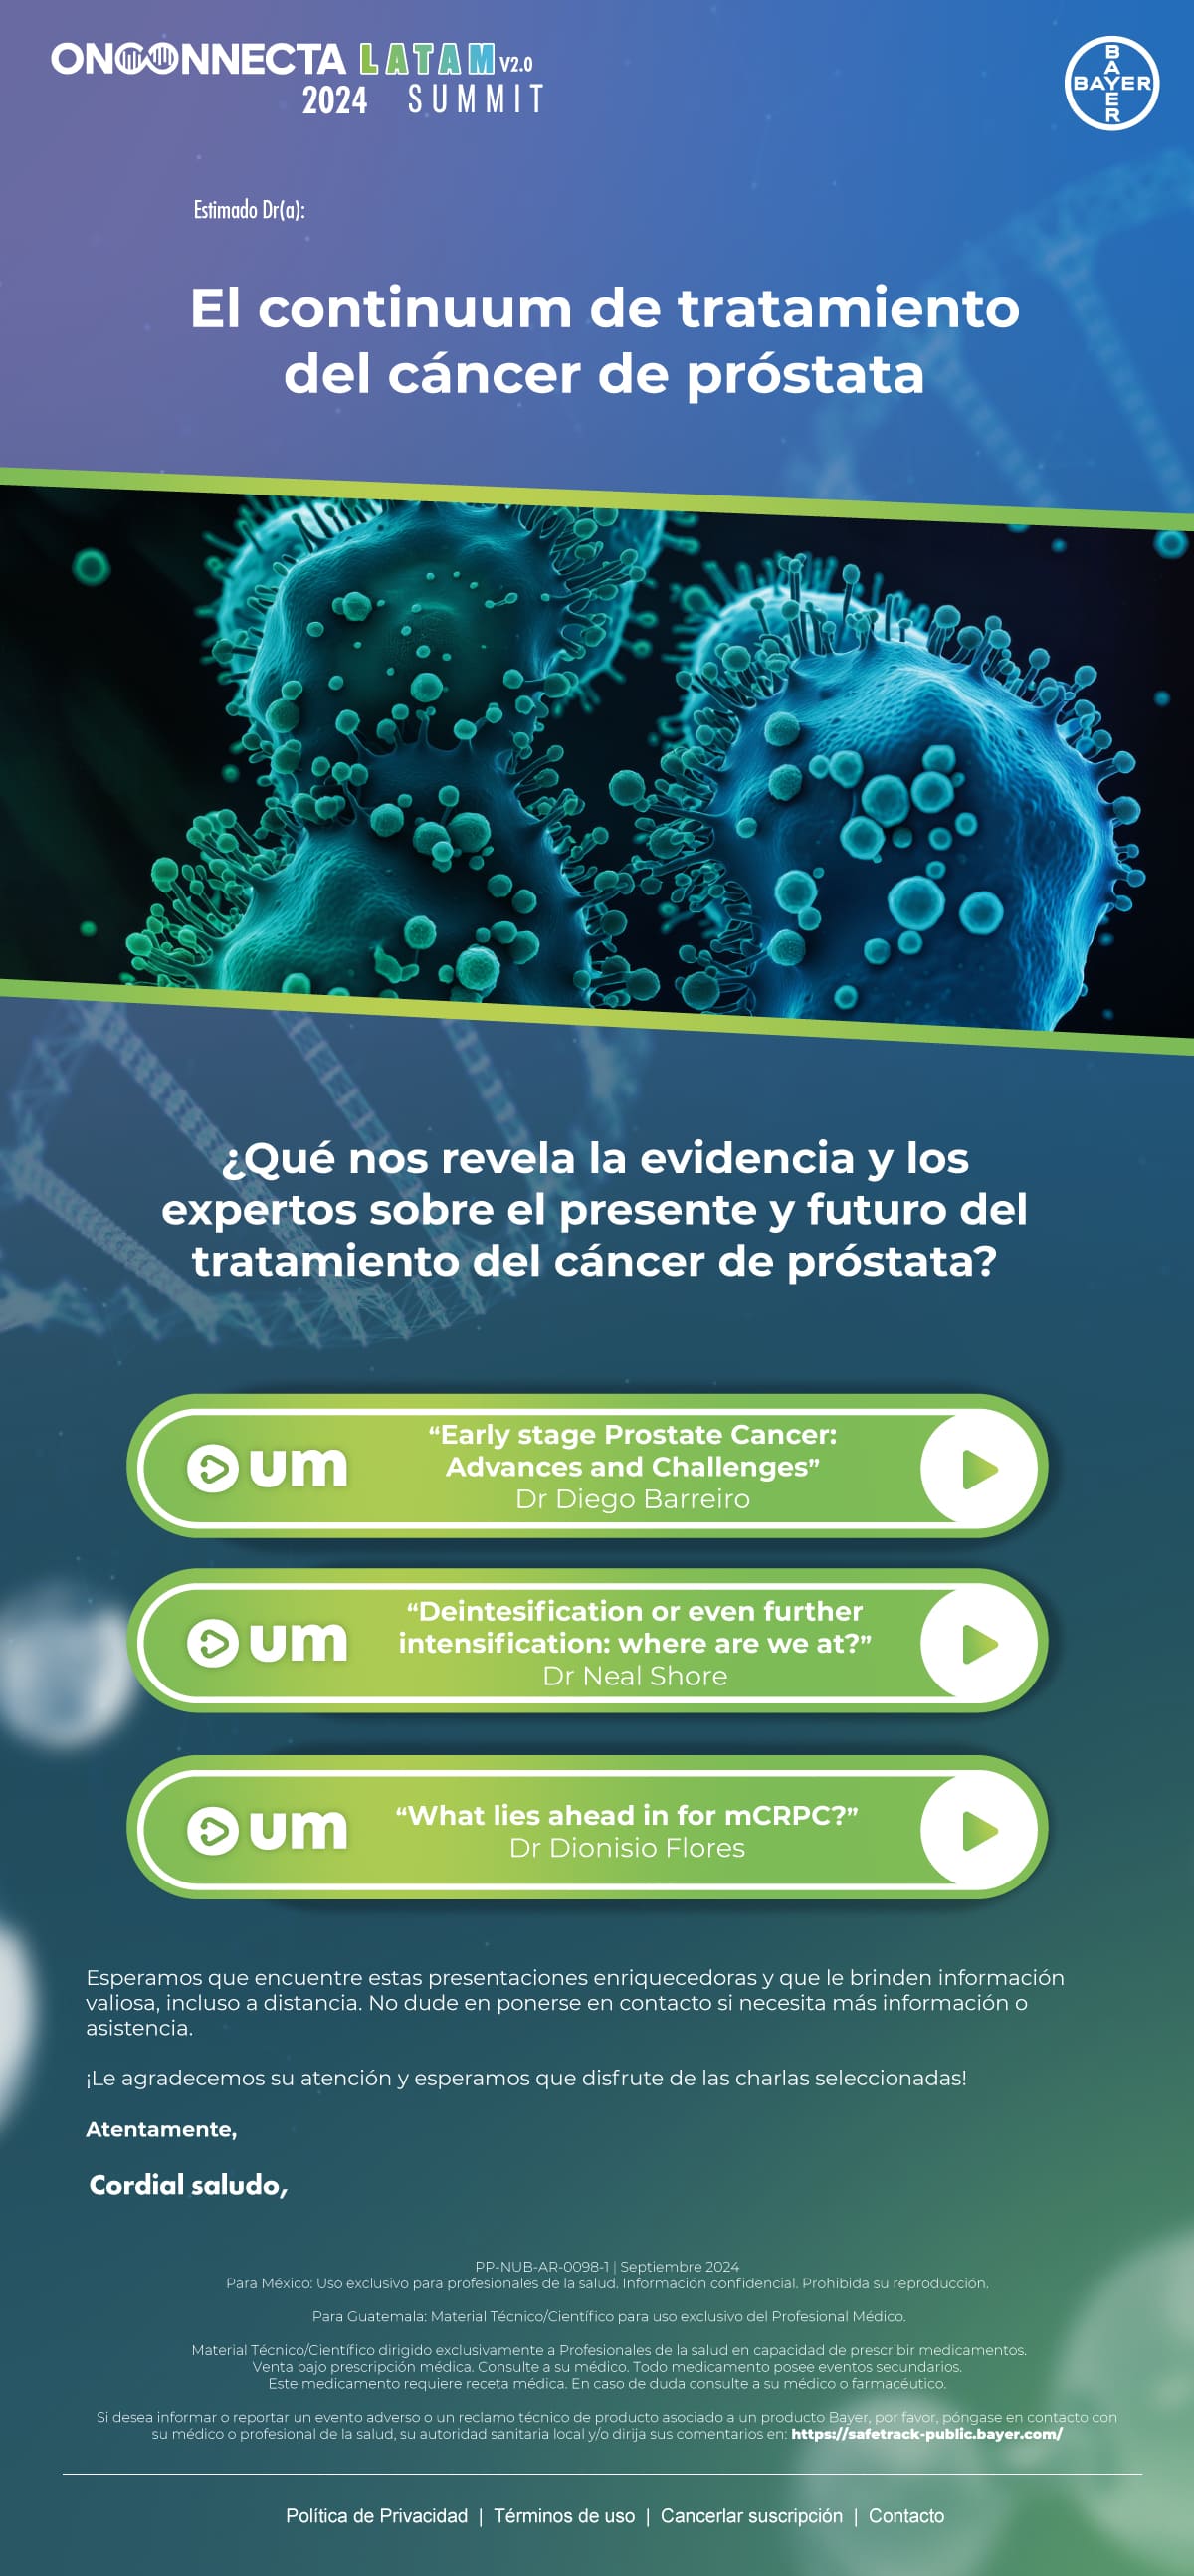 ONCOONNECTA LATAM V2.0
2024 SUMMIT
BAYER
BAYER
Estimado Dr(a):
El continuum de tratamiento
del cáncer de próstata
¿Qué nos revela la evidencia y los
expertos sobre el presente y futuro del
tratamiento del cáncer de próstata?
um
“Early stage Prostate Cancer:
Advances and Challenges”
Dr Diego Barreiro
um
“Deintesification or even further
intensification: where are we at?”
Dr Neal Shore
um
“What lies ahead in for mCRPC?”
Dr Dionisio Flores
Esperamos que encuentre estas presentaciones enriquecedoras y que le brinden información
valiosa, incluso a distancia. No dude en ponerse en contacto si necesita más información o
asistencia.
¡Le agradecemos su atención y esperamos que disfrute de las charlas seleccionadas!
Atentamente,
Cordial saludo,
PP-NUB-AR-0098-1 | Septiembre 2024
Para México: Uso exclusivo para profesionales de la salud. Información confidencial. Prohibida su reproducción.
Para Guatemala: Material Técnico/Científico para uso exclusivo del Profesional Médico.
Material Técnico/Científico dirigido exclusivamente a Profesionales de la salud en capacidad de prescribir medicamentos.
Venta bajo prescripción médica. Consulte a su médico. Todo medicamento posee eventos secundarios.
Este medicamento requiere receta médica. En caso de duda consulte a su médico o farmacéutico.
Si desea informar o reportar un evento adverso o un reclamo técnico de producto asociado a un producto Bayer, por favor, póngase en contacto con
su médico o profesional de la salud, su autoridad sanitaria local y/o dirija sus comentarios en: https://safetrack-public.bayer.com/
Política de Privacidad | Términos de uso | Cancerlar suscripción | Contacto